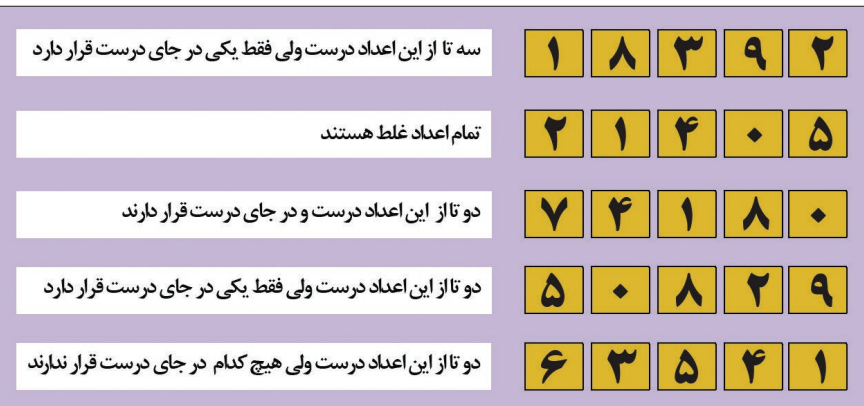 سه تا از این اعداد درست ولی فقط یکی در جای درست قرار دارد ۱ ۸ ۳ ۹ ۲
تمام اعداد غلط هستند ۲ ۱ ۴ ۰ ۵
دو تا از این اعداد درست و در جای درست قرار دارند ۷ ۴ ۱ ۸ ۰
دو تا از این اعداد درست ولی فقط یکی در جای درست قرار دارد ۵ ۰ ۸ ۲ ۹
دو تا از این اعداد درست ولی هیچ کدام در جای درست قرار ندارند ۶ ۳ ۵ ۴ ۱